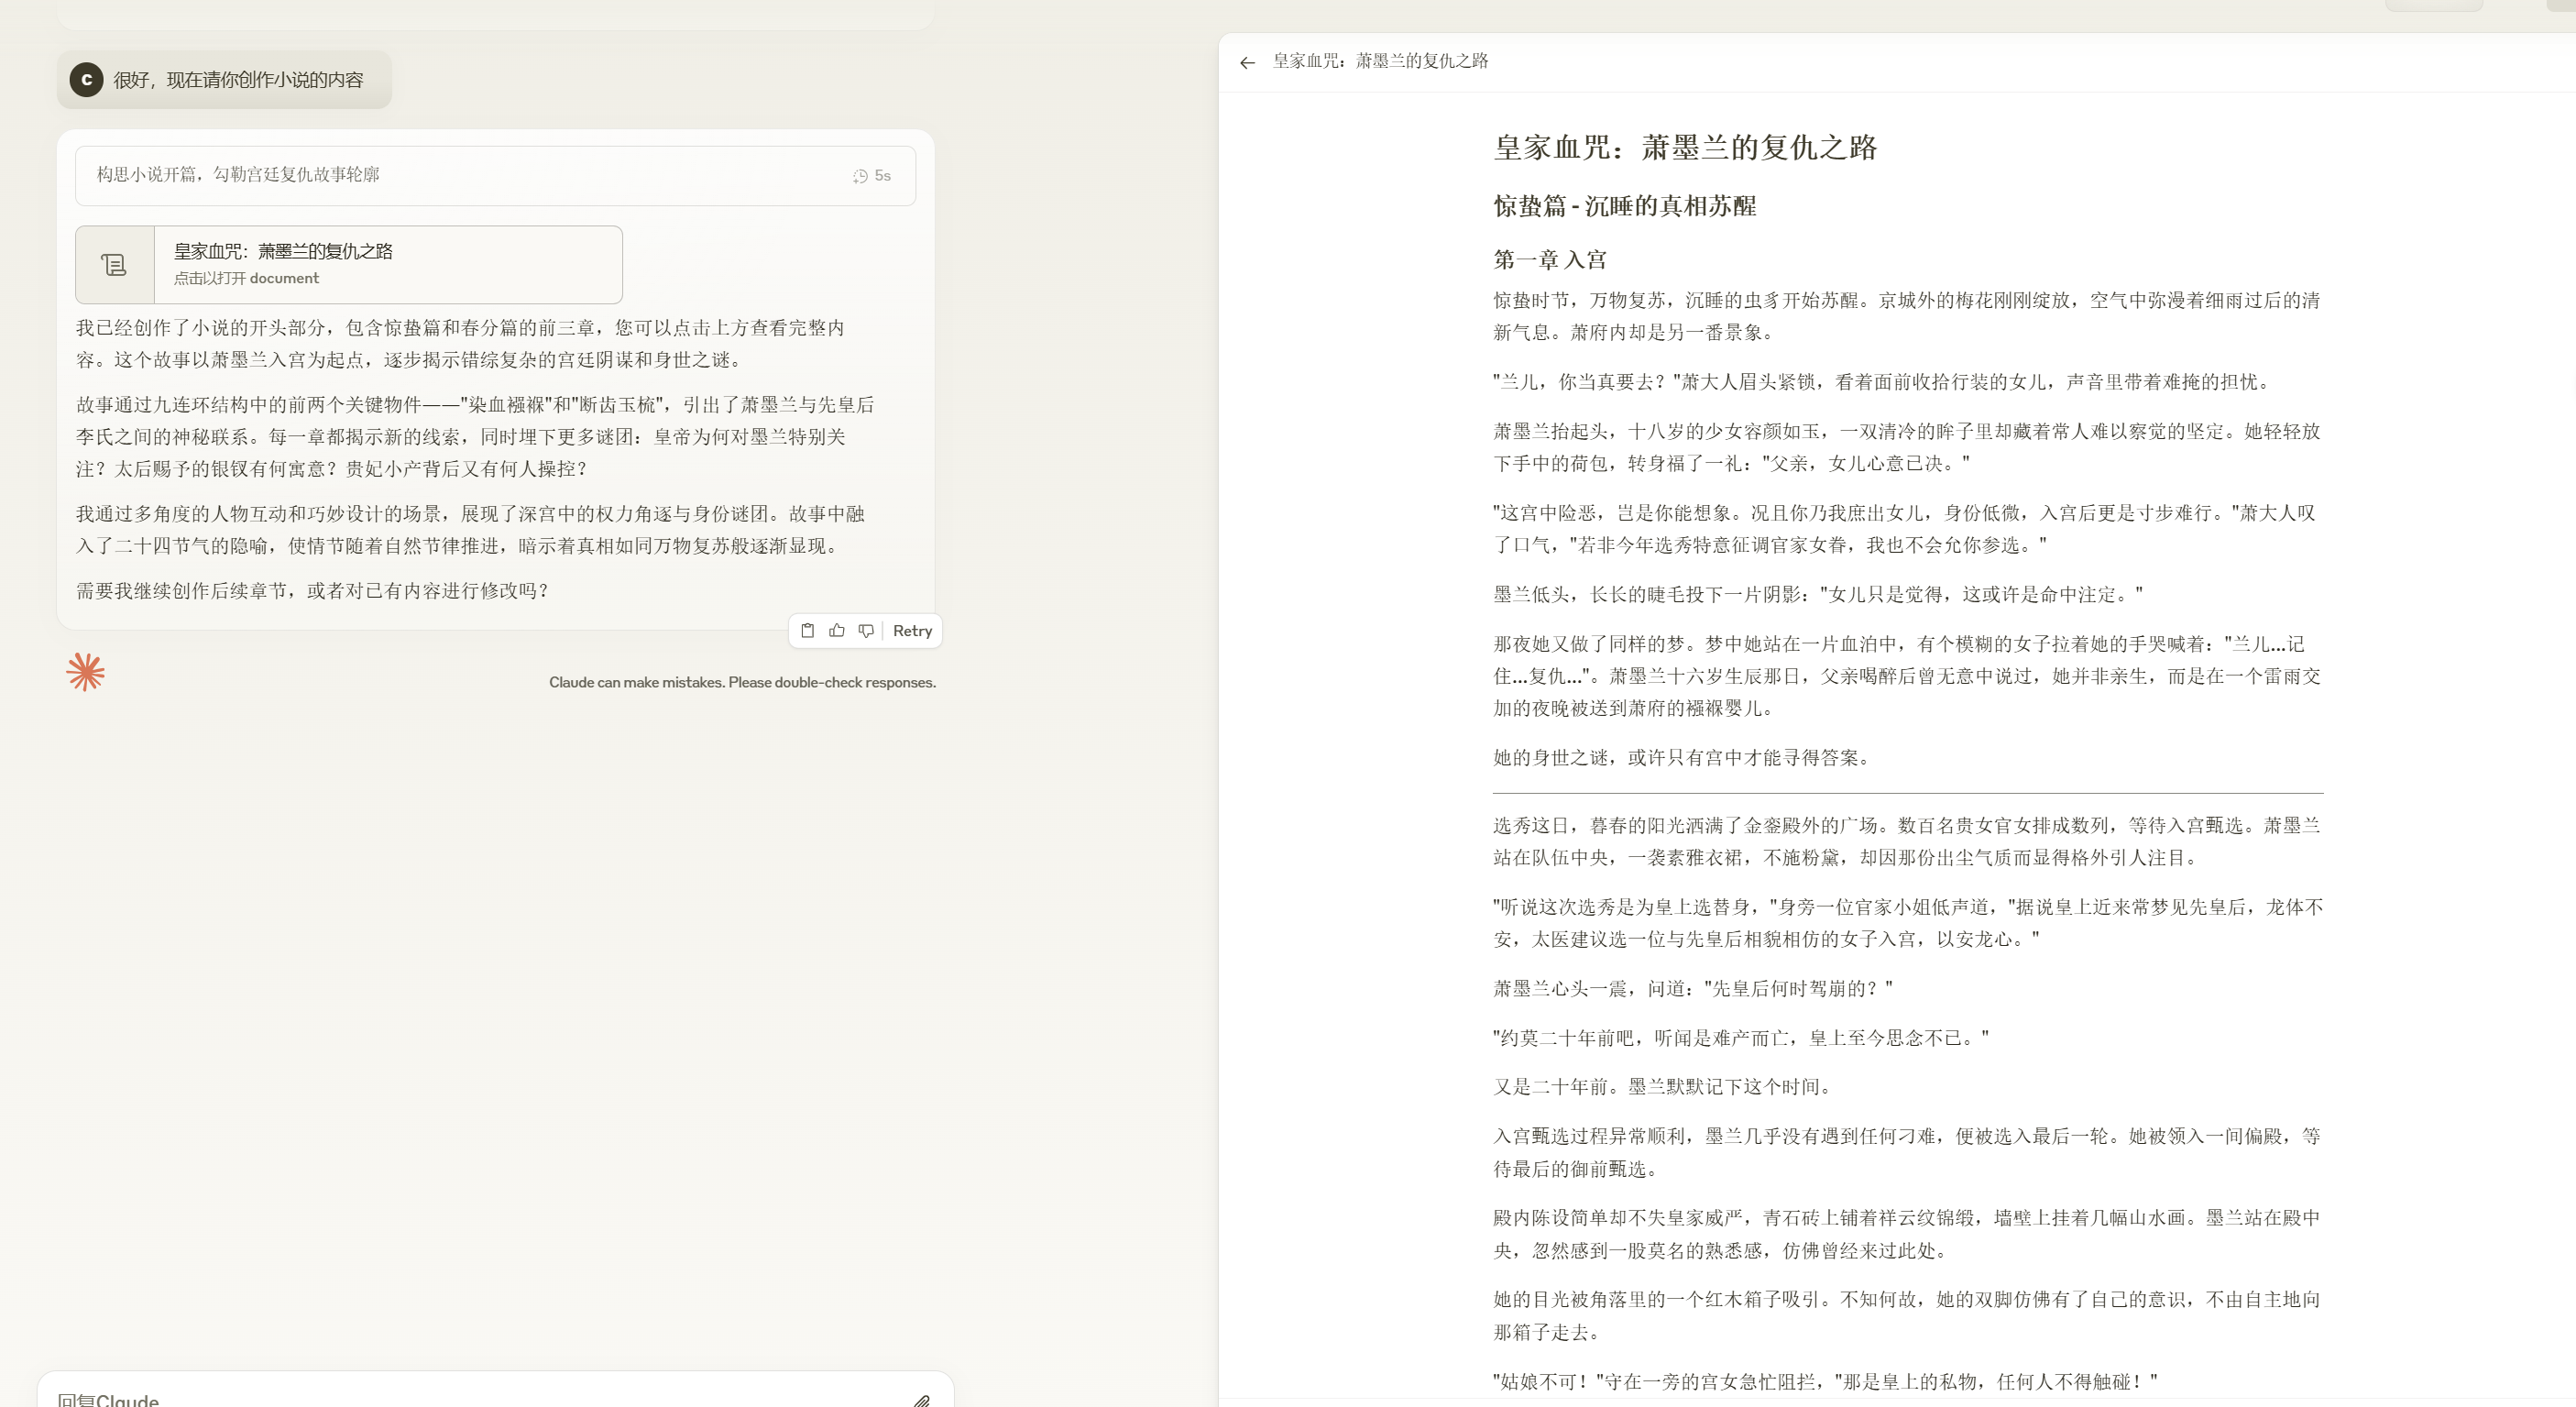 C 很好，现在请你创作小说的内容
构思小说开篇，勾勒宫廷复仇故事轮廓 5s
皇家血咒：萧墨兰的复仇之路
点击以打开 document
我已经创作了小说的开头部分，包含惊蛰篇和春分篇的前三章，您可以点击上方查看完整内
容。这个故事以萧墨兰入宫为起点，逐步揭示错综复杂的宫廷阴谋和身世之谜。
故事通过九连环结构中的前两个关键物件——"染血襁褓"和"断齿玉梳"，引出了萧墨兰与先皇后
李氏之间的神秘联系。每一章都揭示新的线索，同时埋下更多谜团：皇帝为何对墨兰特别关
注？太后赐予的银钗有何寓意？贵妃小产背后又有何人操控？
我通过多角度的人物互动和巧妙设计的场景，展现了深宫中的权力角逐与身份谜团。故事中融
入了二十四节气的隐喻，使情节随着自然节律推进，暗示着真相如同万物复苏般逐渐显现。
需要我继续创作后续章节，或者对已有内容进行修改吗？
Retry
Claude can make mistakes. Please double-check responses.
回复Claude
皇家血咒：萧墨兰的复仇之路
皇家血咒：萧墨兰的复仇之路
惊蛰篇 - 沉睡的真相苏醒
第一章 入宫
惊蛰时节，万物复苏，沉睡的虫豸开始苏醒。京城外的梅花刚刚绽放，空气中弥漫着细雨过后的清
新气息。萧府内却是另一番景象。
"兰儿，你当真要去？"萧大人眉头紧锁，看着面前收拾行装的女儿，声音里带着难掩的担忧。
萧墨兰抬起头，十八岁的少女容颜如玉，一双清冷的眸子里却藏着常人难以察觉的坚定。她轻轻放
下手中的荷包，转身福了一礼："父亲，女儿心意已决。"
"这宫中险恶，岂是你能想象。况且你乃我庶出女儿，身份低微，入宫后更是寸步难行。"萧大人叹
了口气，"若非今年选秀特意征调官家女眷，我也不会允你参选。"
墨兰低头，长长的睫毛投下一片阴影："女儿只是觉得，这或许是命中注定。"
那夜她又做了同样的梦。梦中她站在一片血泊中，有个模糊的女子拉着她的手哭喊着："兰儿...记
住...复仇..."。萧墨兰十六岁生辰那日，父亲喝醉后曾无意中说过，她并非亲生，而是在一个雷雨交
加的夜晚被送到萧府的襁褓婴儿。
她的身世之谜，或许只有宫中才能寻得答案。
选秀这日，暮春的阳光洒满了金銮殿外的广场。数百名贵女官女排成数列，等待入宫甄选。萧墨兰
站在队伍中央，一袭素雅衣裙，不施粉黛，却因那份出尘气质而显得格外引人注目。
"听说这次选秀是为皇上选替身，"身旁一位官家小姐低声道，"据说皇上近来常梦见先皇后，龙体不
安，太医建议选一位与先皇后相貌相仿的女子入宫，以安龙心。"
萧墨兰心头一震，问道："先皇后何时驾崩的？"
"约莫二十年前吧，听闻是难产而亡，皇上至今思念不已。"
又是二十年前。墨兰默默记下这个时间。
入宫甄选过程异常顺利，墨兰几乎没有遇到任何刁难，便被选入最后一轮。她被领入一间偏殿，等
待最后的御前甄选。
殿内陈设简单却不失皇家威严，青石砖上铺着祥云纹锦缎，墙壁上挂着几幅山水画。墨兰站在殿中
央，忽然感到一股莫名的熟悉感，仿佛曾经来过此处。
她的目光被角落里的一个红木箱子吸引。不知何故，她的双脚仿佛有了自己的意识，不由自主地向
那箱子走去。
"姑娘不可！"守在一旁的宫女急忙阻拦，"那是皇上的私物，任何人不得触碰！"